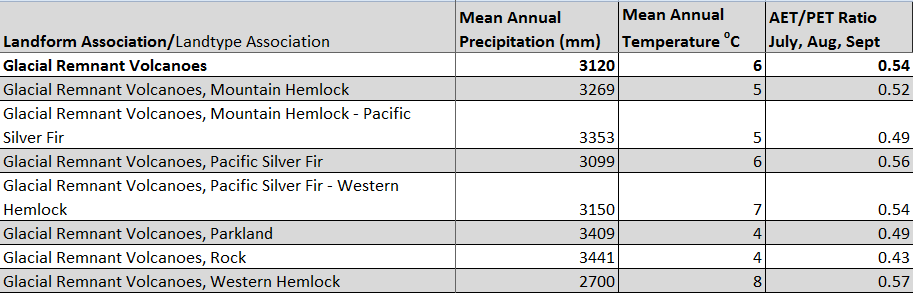 Landform Association/Landtype Association Mean Annual Precipitation (mm) Mean Annual Temperature °C AET/PET Ratio July, Aug, Sept
Glacial Remnant Volcanoes 3120 6 0.54
Glacial Remnant Volcanoes, Mountain Hemlock 3269 5 0.52
Glacial Remnant Volcanoes, Mountain Hemlock - Pacific
Silver Fir 3353 5 0.49
Glacial Remnant Volcanoes, Pacific Silver Fir 3099 6 0.56
Glacial Remnant Volcanoes, Pacific Silver Fir - Western
Hemlock 3150 7 0.54
Glacial Remnant Volcanoes, Parkland 3409 4 0.49
Glacial Remnant Volcanoes, Rock 3441 4 0.43
Glacial Remnant Volcanoes, Western Hemlock 2700 8 0.57